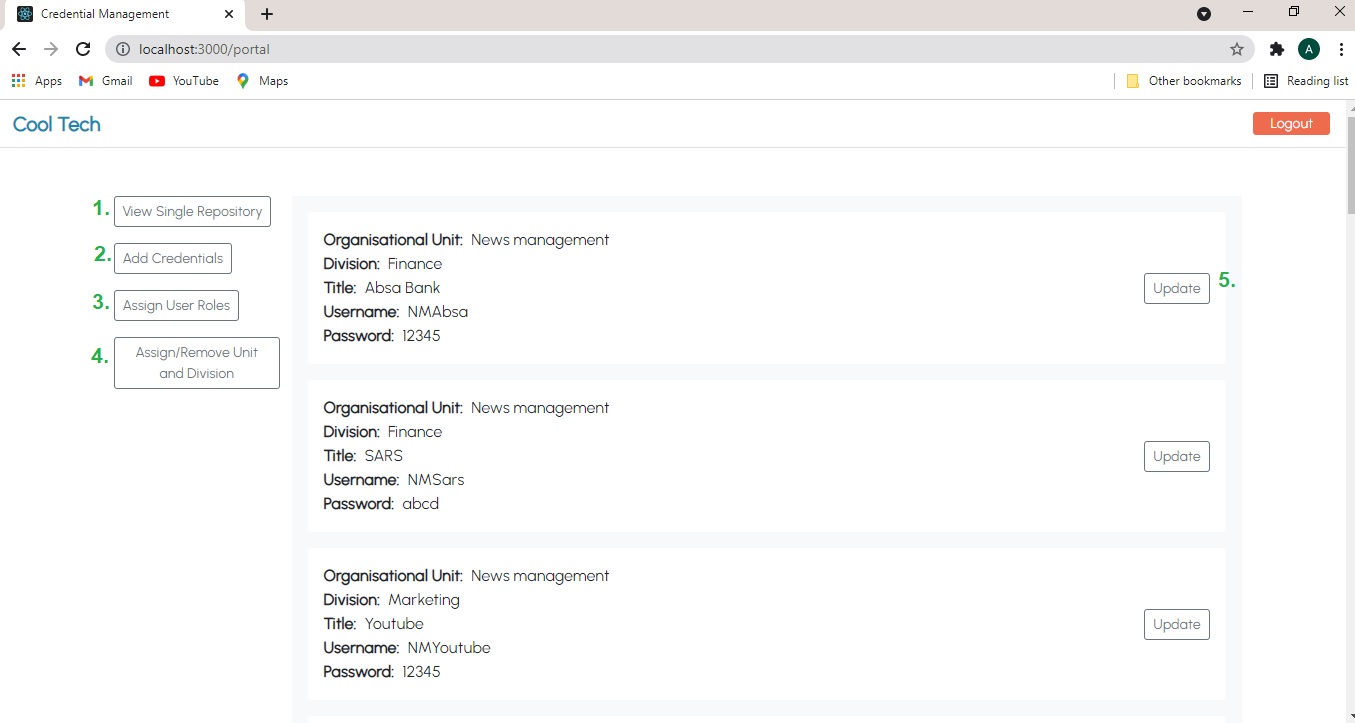 Credential Management
localhost:3000/portal
A
Apps Gmail YouTube Maps Other bookmarks Reading list
Cool Tech Logout
1. View Single Repository
2. Add Credentials
3. Assign User Roles
4. Assign/Remove Unit
and Division
Organisational Unit: News management
Division: Finance
Title: Absa Bank
Username: NMAbsa
Password: 12345
Update 5.
Organisational Unit: News management
Division: Finance
Title: SARS
Username: NMSars
Password: abcd
Update
Organisational Unit: News management
Division: Marketing
Title: Youtube
Username: NMYoutube
Password: 12345
Update